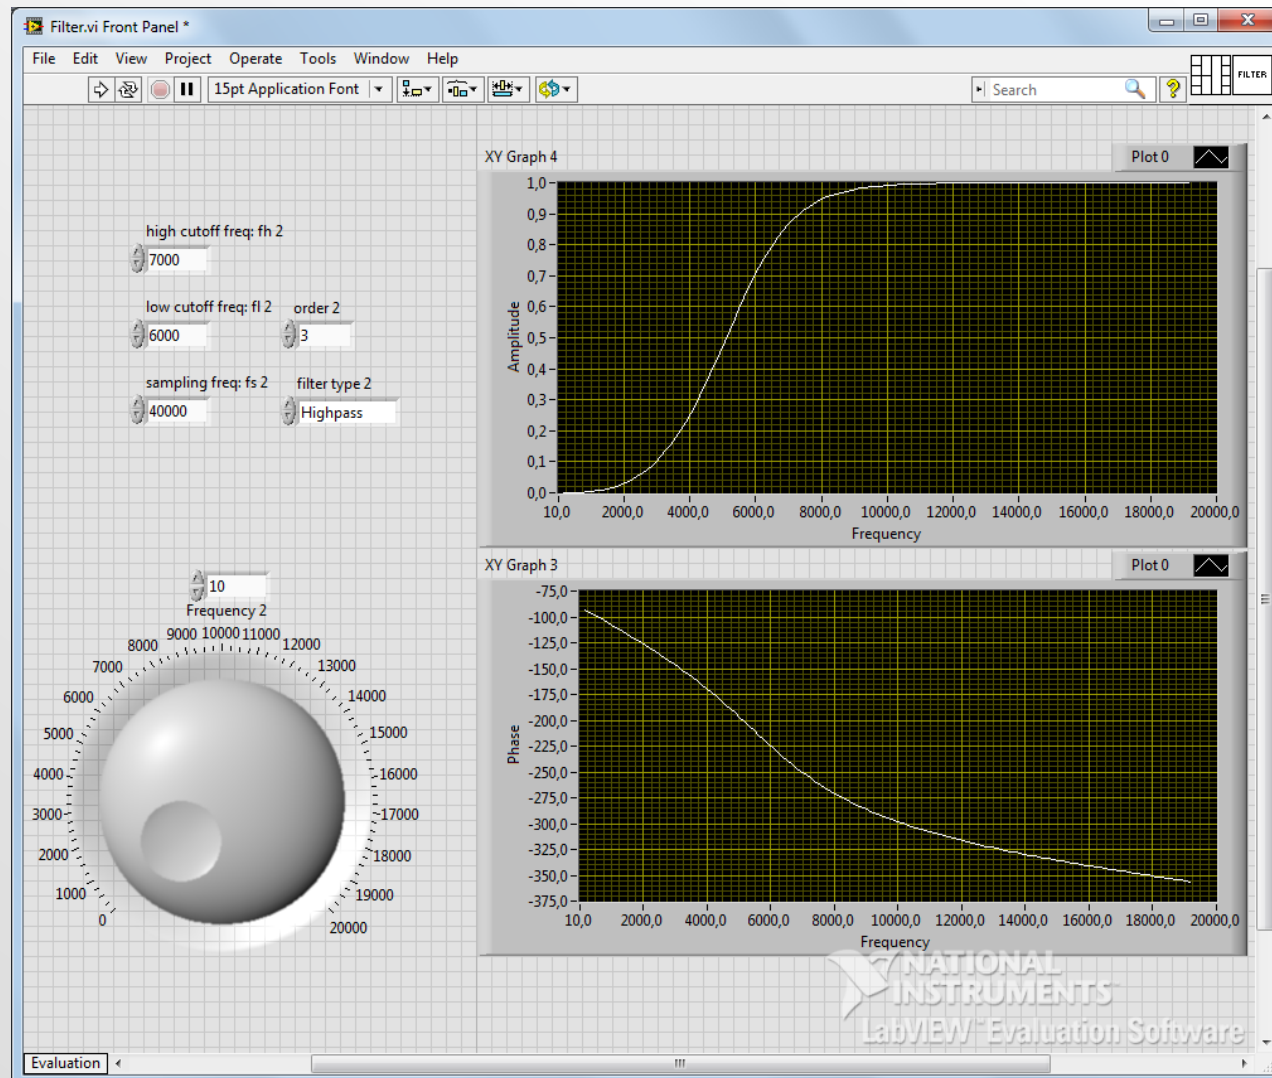 Filter.vi Front Panel *
File Edit View Project Operate Tools Window Help
15pt Application Font
Search
FILTER
high cutoff freq: fh 2
7000
low cutoff freq: fl 2
6000
order 2
3
sampling freq: fs 2
40000
filter type 2
Highpass
XY Graph 4
Plot 0
1,0
0,9
0,8
0,7
0,6
0,5
0,4
0,3
0,2
0,1
0,0
Amplitude
10,0 2000,0 4000,0 6000,0 8000,0 10000,0 12000,0 14000,0 16000,0 18000,0 20000,0
Frequency
10
Frequency 2
0
1000
2000
3000
4000
5000
6000
7000
8000
9000
10000
11000
12000
13000
14000
15000
16000
17000
18000
19000
20000
XY Graph 3
Plot 0
-75,0
-100,0
-125,0
-150,0
-175,0
-200,0
-225,0
-250,0
-275,0
-300,0
-325,0
-350,0
-375,0
Phase
10,0 2000,0 4000,0 6000,0 8000,0 10000,0 12000,0 14000,0 16000,0 18000,0 20000,0
Frequency
NATIONAL
INSTRUMENTS
LabVIEW™ Evaluation Software
Evaluation